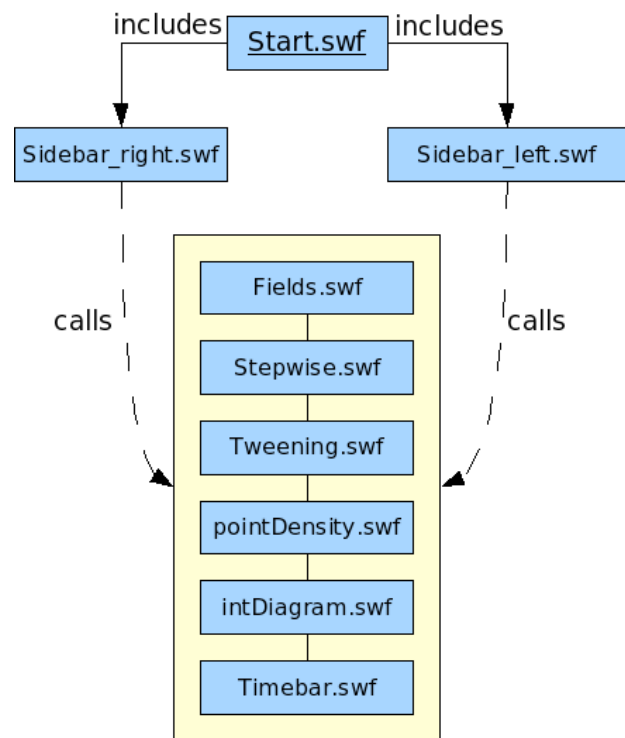 includes
Start.swf
includes
Sidebar_right.swf
Sidebar_left.swf
Fields.swf
calls
calls
Stepwise.swf
Tweening.swf
pointDensity.swf
intDiagram.swf
Timebar.swf